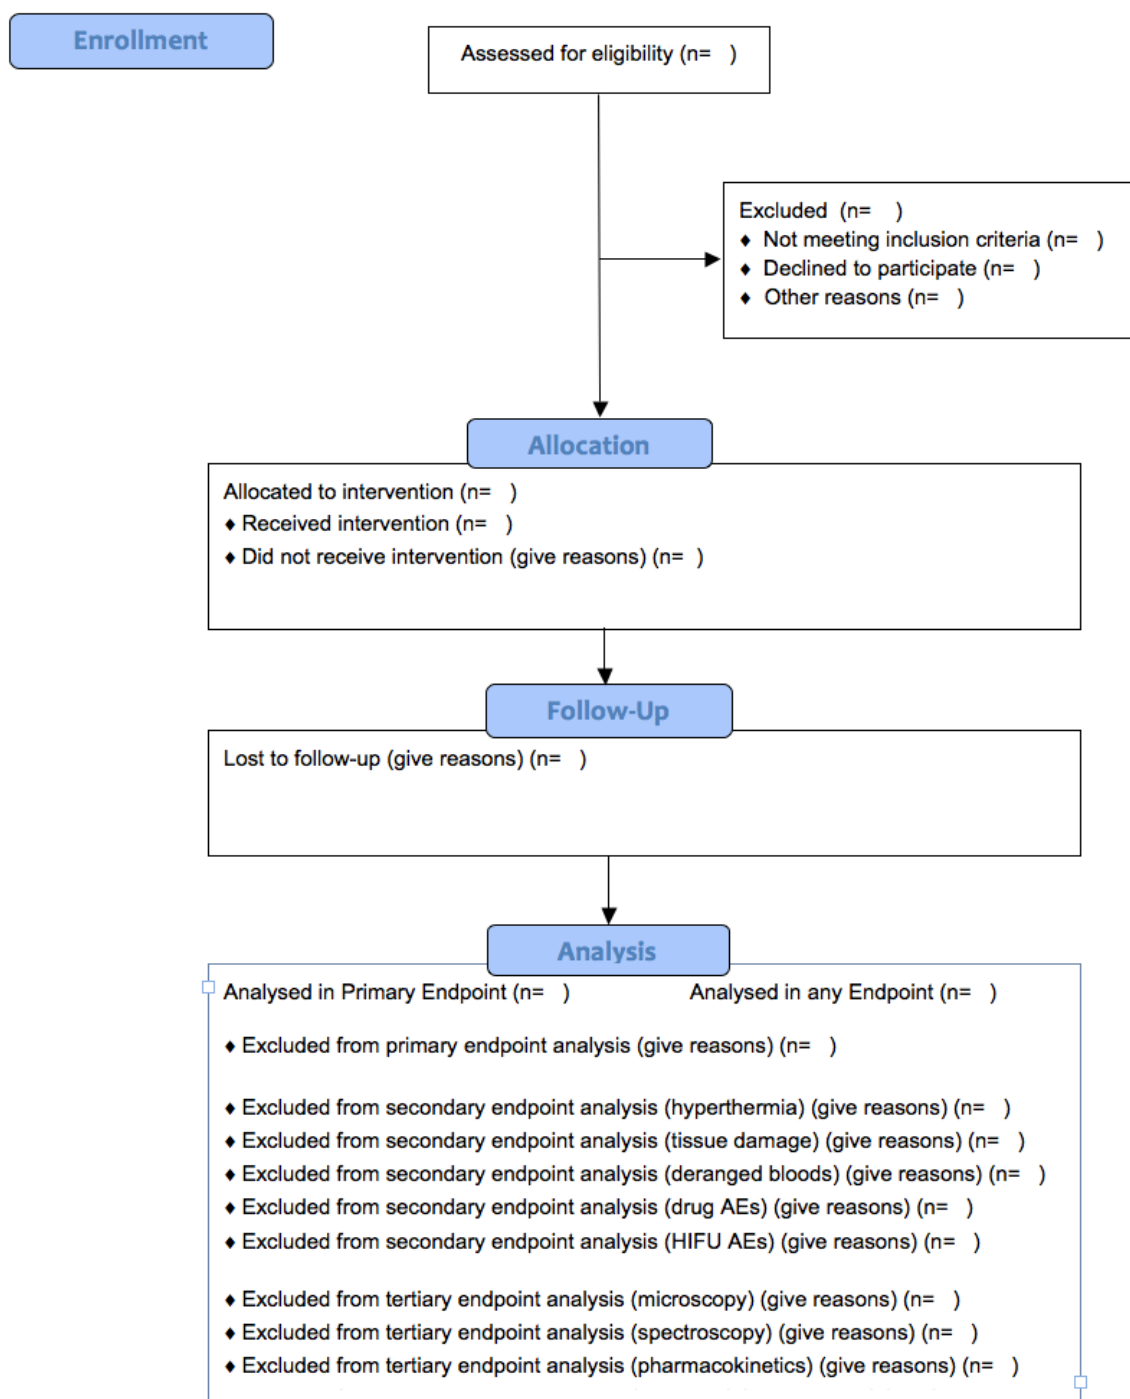 Enrollment
Assessed for eligibility (n=   )
Excluded  (n=   )
♦ Not meeting inclusion criteria (n=   )
♦ Declined to participate (n=   )
♦ Other reasons (n=   )
Allocation
Allocated to intervention (n=   )
♦ Received intervention (n=   )
♦ Did not receive intervention (give reasons) (n=  )
Follow-Up
Lost to follow-up (give reasons) (n=   )
Analysis
Analysed in Primary Endpoint (n=   )
Analysed in any Endpoint (n=   )
♦ Excluded from primary endpoint analysis (give reasons) (n=   )
♦ Excluded from secondary endpoint analysis (hyperthermia) (give reasons) (n=   )
♦ Excluded from secondary endpoint analysis (tissue damage) (give reasons) (n=   )
♦ Excluded from secondary endpoint analysis (deranged bloods) (give reasons) (n=   )
♦ Excluded from secondary endpoint analysis (drug AEs) (give reasons) (n=   )
♦ Excluded from secondary endpoint analysis (HIFU AEs) (give reasons) (n=   )
♦ Excluded from tertiary endpoint analysis (microscopy) (give reasons) (n=   )
♦ Excluded from tertiary endpoint analysis (spectroscopy) (give reasons) (n=   )
♦ Excluded from tertiary endpoint analysis (pharmacokinetics) (give reasons) (n=   )